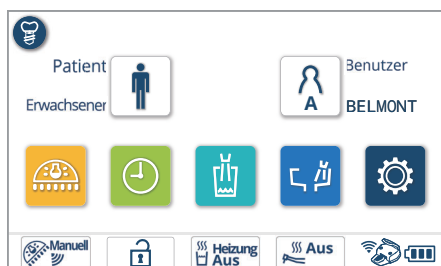 Patient
Benutzer
Erwachsener
A
BELMONT
Manuell
Heizung
Aus
Aus